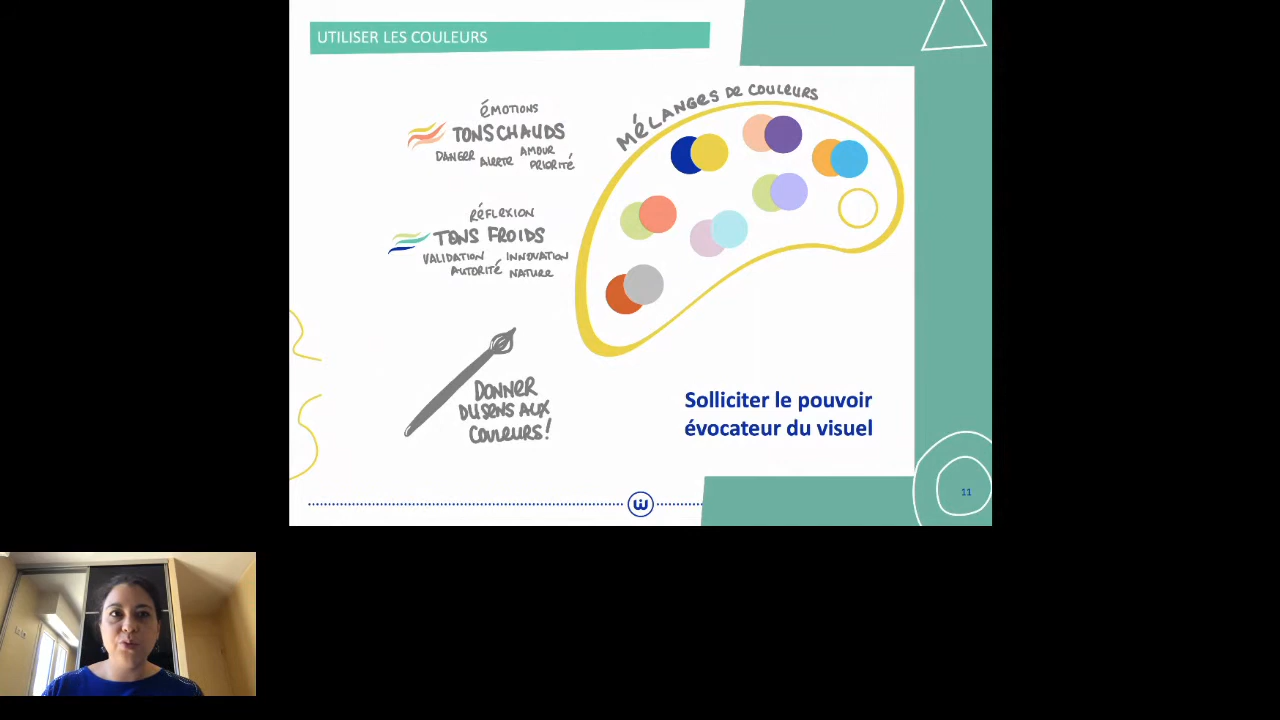 UTILISER LES COULEURS
éMOTIONS
TONS CHAUDS
DANGER ALERTE AMOUR
PRIORITÉ
RÉFLEXION
TONS FROIDS
VALIDATION INNOVATION
AUTORITÉ NATURE
DONNER
DU SENS AUX
COULEURS!
MÉLANGES DE COULEURS
Solliciter le pouvoir
évocateur du visuel
11